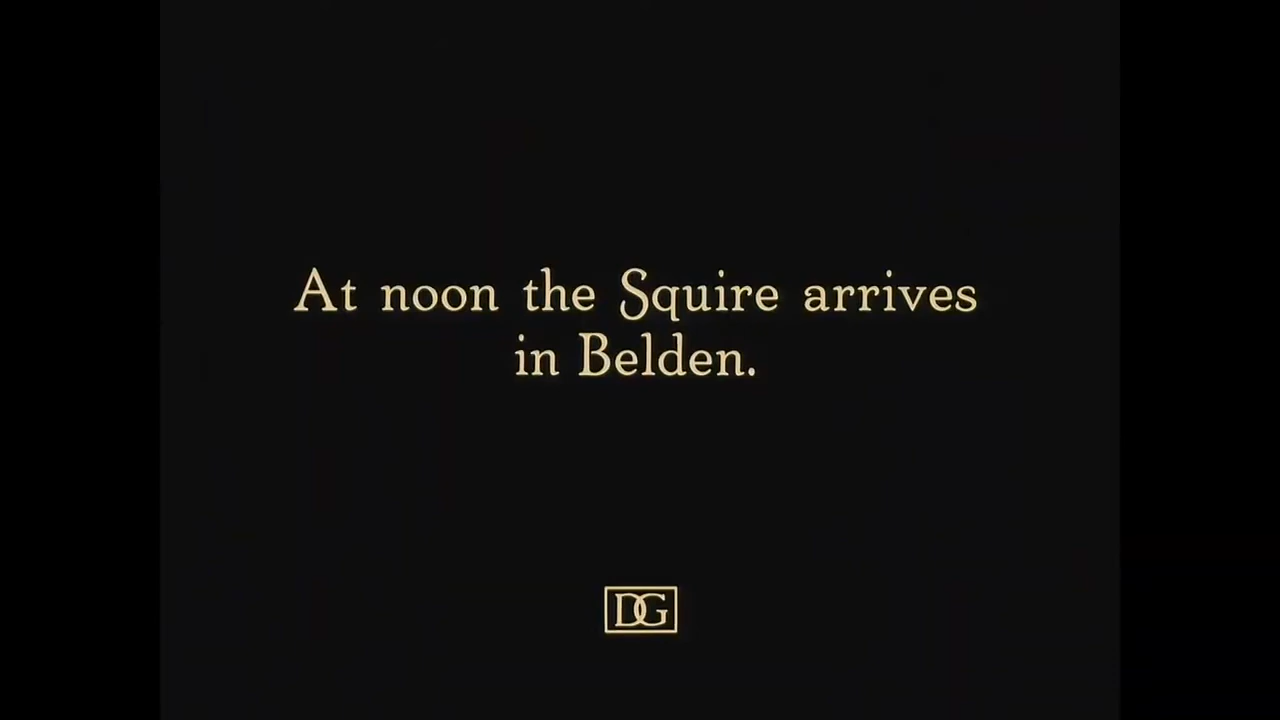 At noon the Squire arrives
in Belden.
DG